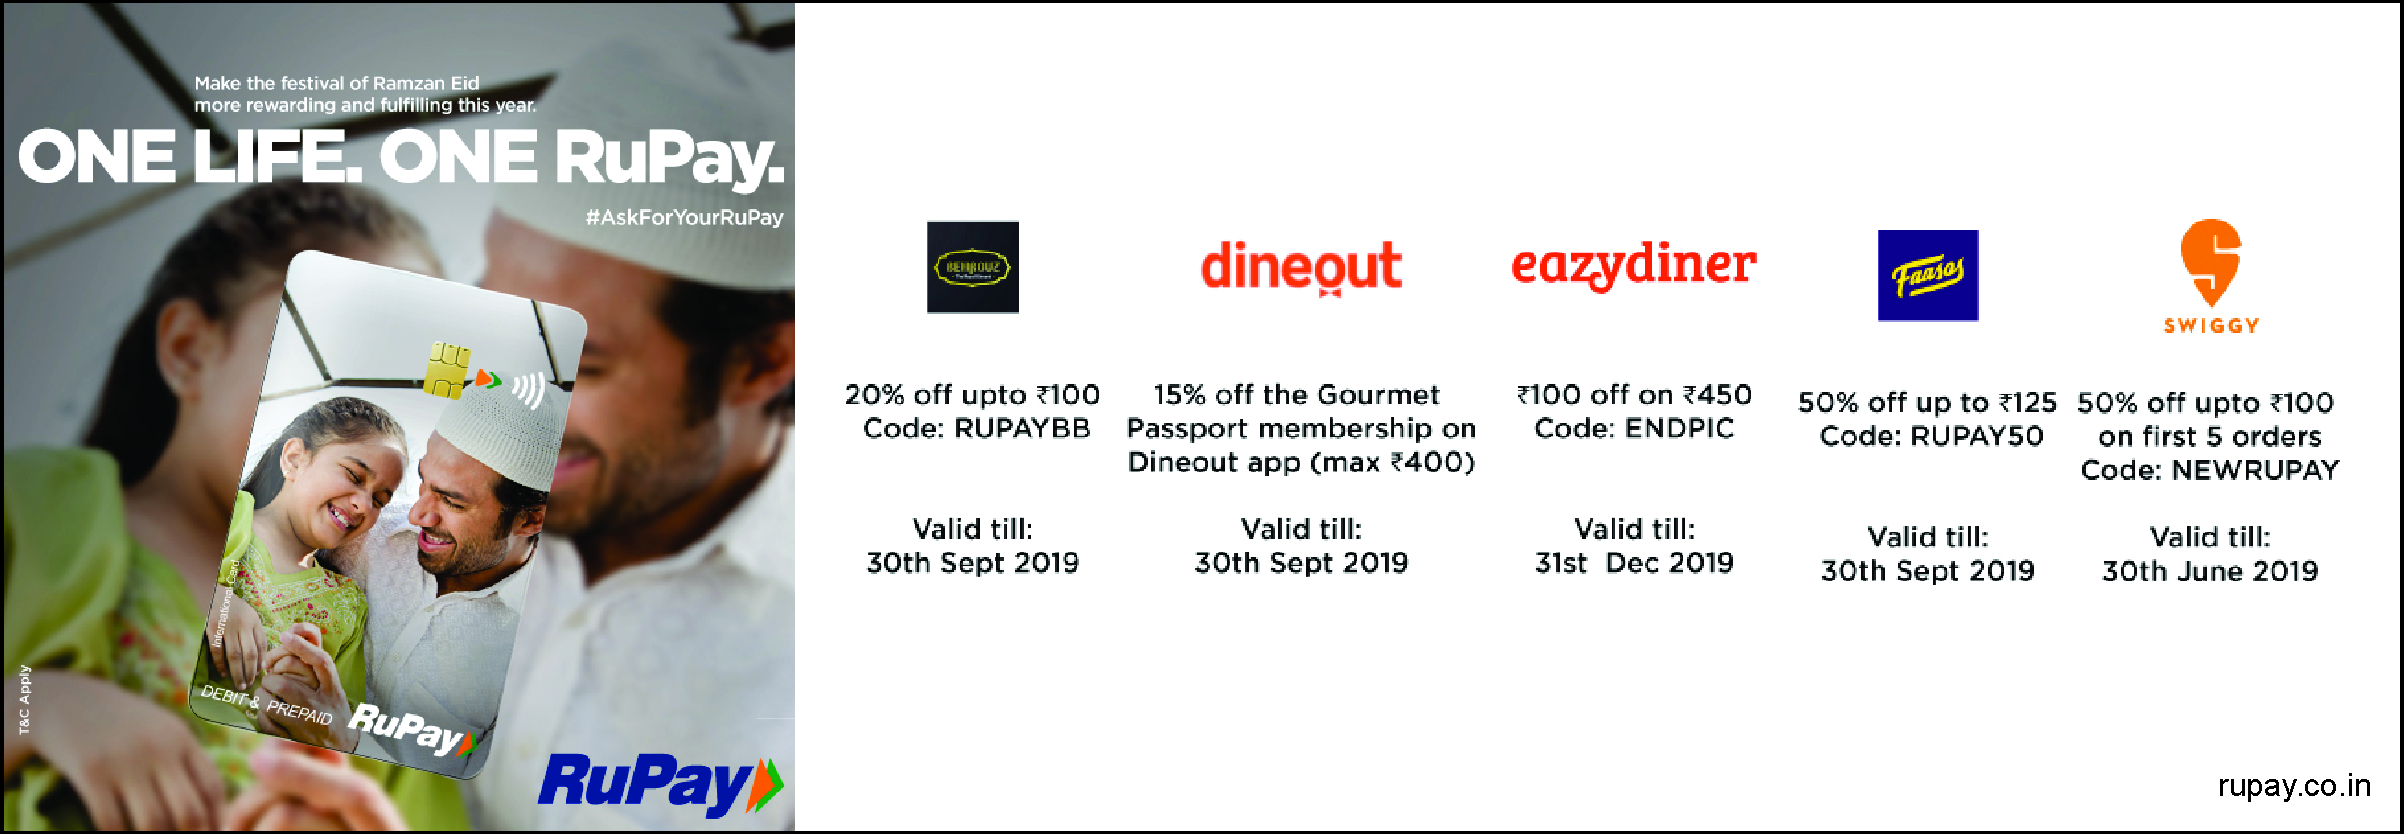 Make the festival of Ramzan Eid
more rewarding and fulfilling this year.
ONE LIFE. ONE RuPay.
#AskForYourRuPay
International Card
DEBIT & PREPAID
RuPay
T&C Apply
RuPay
BEHROUZ
20% off upto ₹100
Code: RUPAYBB
Valid till:
30th Sept 2019
dineout
15% off the Gourmet
Passport membership on
Dineout app (max ₹400)
Valid till:
30th Sept 2019
eazydiner
₹100 off on ₹450
Code: ENDPIC
Valid till:
31st Dec 2019
Faasos
50% off up to ₹125
Code: RUPAY50
Valid till:
30th Sept 2019
SWIGGY
50% off upto ₹100
on first 5 orders
Code: NEWRUPAY
Valid till:
30th June 2019
rupay.co.in